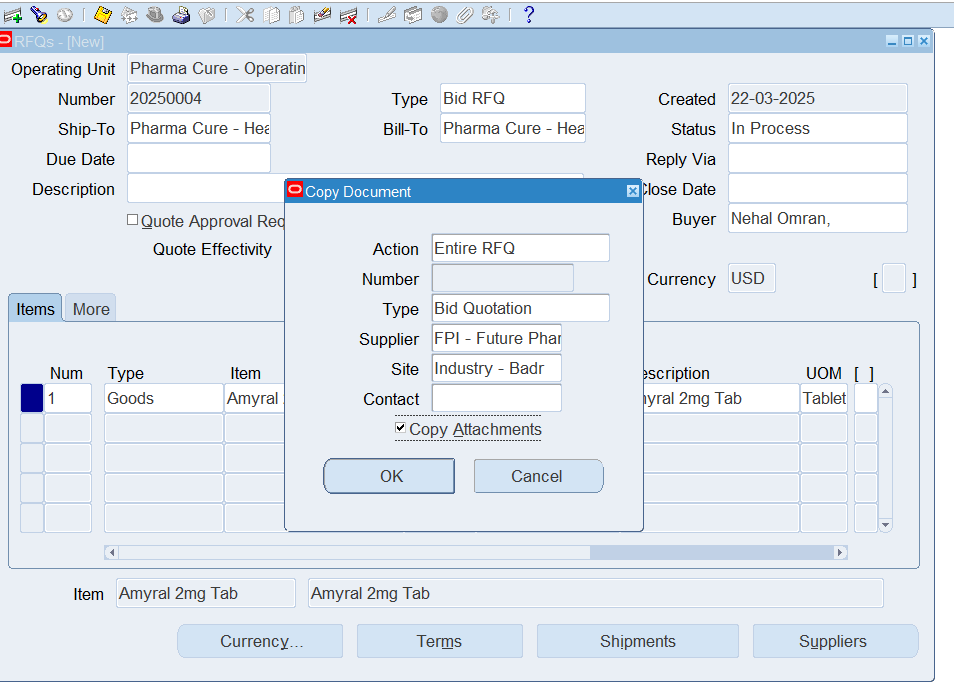 RFQs - [New]
Operating Unit Pharma Cure - Operatin
Number 20250004 Type Bid RFQ Created 22-03-2025
Ship-To Pharma Cure - Hea Bill-To Pharma Cure - Hea Status In Process
Due Date Reply Via
Description Close Date
Quote Approval Req Buyer Nehal Omran,
Quote Effectivity Currency USD [ ]
Copy Document
Action Entire RFQ
Number
Type Bid Quotation
Supplier FPI - Future Phar
Site Industry - Badr
Contact
Copy Attachments
OK Cancel
Items More
Num Type Item escription UOM [ ]
1 Goods Amyral yral 2mg Tab Tablet
Item Amyral 2mg Tab Amyral 2mg Tab
Currency... Terms Shipments Suppliers